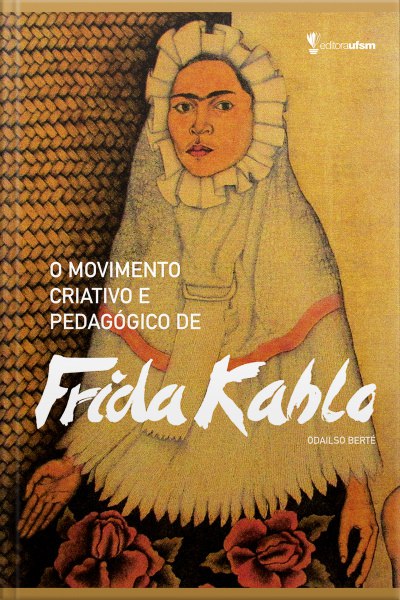 editoraufsm
O MOVIMENTO
CRIATIVO E
PEDAGÓGICO DE
Frida Kahlo
ODAILSO BERTÉ